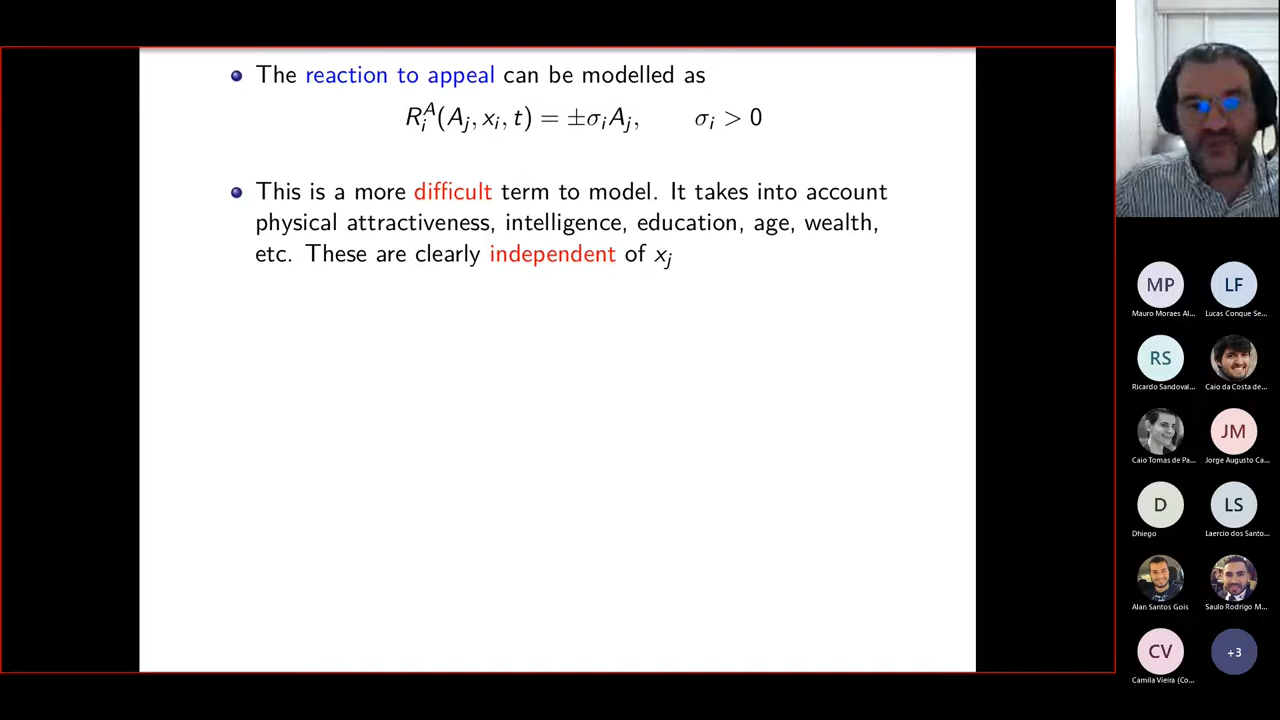 The reaction to appeal can be modelled as
R_i^A(A_j, x_i, t) = ±σ_i A_j, σ_i > 0
This is a more difficult term to model. It takes into account
physical attractiveness, intelligence, education, age, wealth,
etc. These are clearly independent of x_j
MP LF
Mauro Moraes Al... Lucas Conque Se...
RS
Ricardo Sandoval... Caio da Costa de...
JM
Caio Tomas de Pa... Jorge Augusto Ca...
D LS
Dhiego Laercio dos Santo...
Alan Santos Gois Saulo Rodrigo M...
CV +3
Camila Vieira (Co...